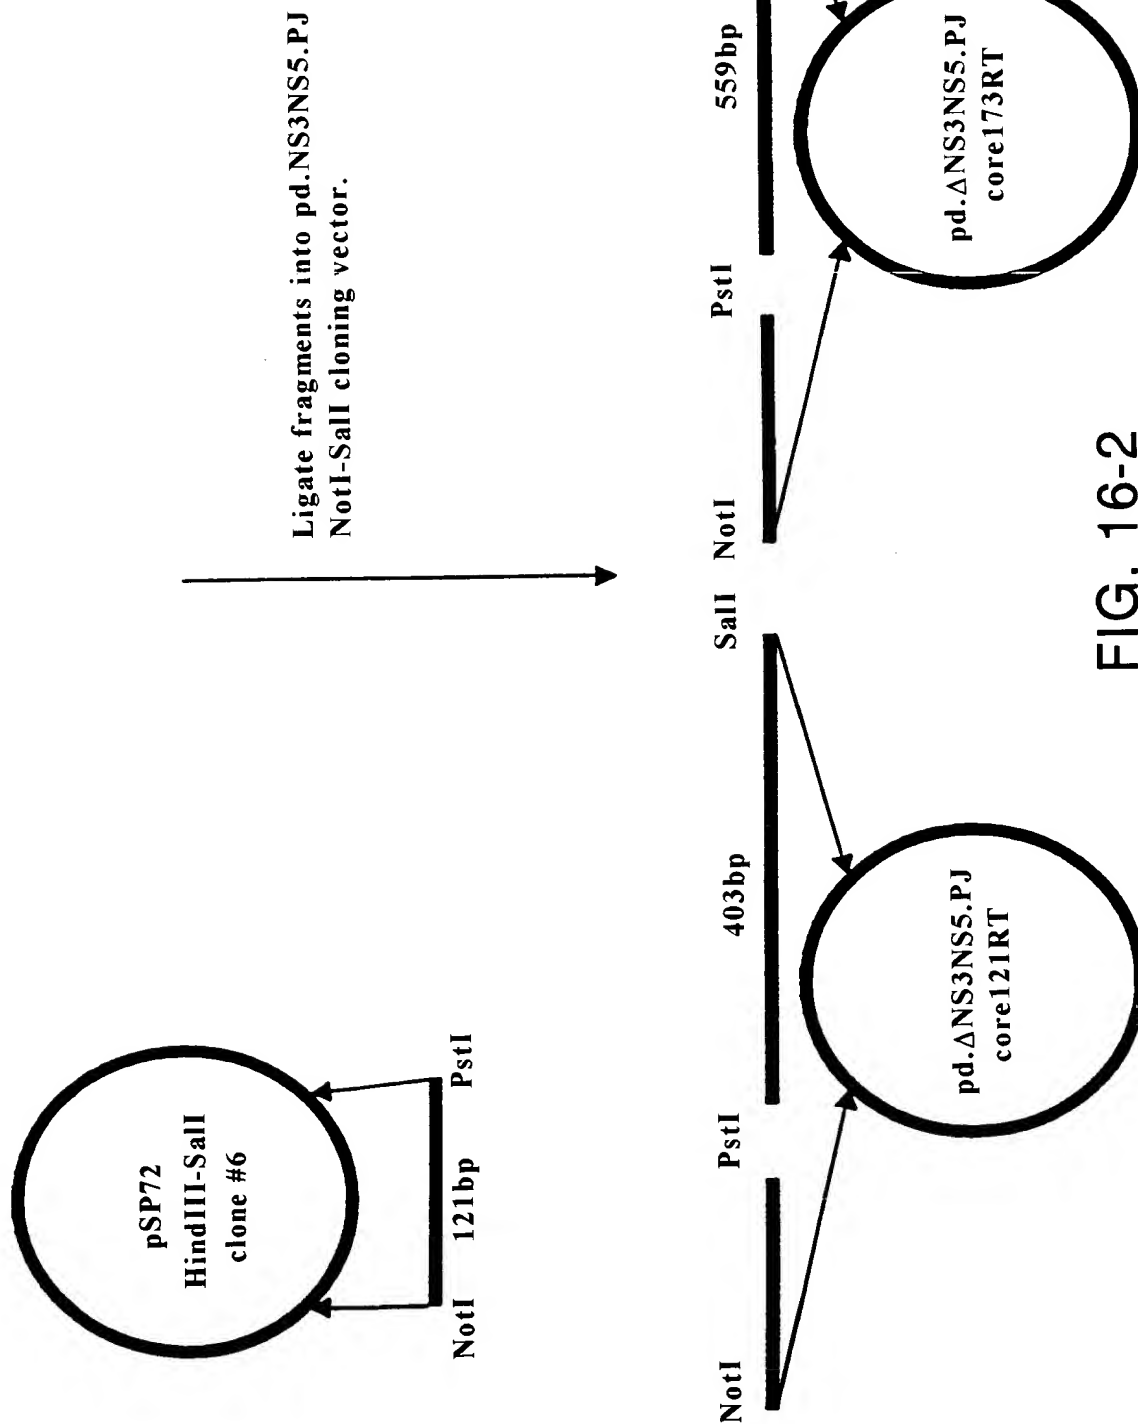 pSP72
HindIII-SalI
clone #6
NotI 121bp PstI
Ligate fragments into pd.NS3NS5.PJ
NotI-SalI cloning vector.
NotI PstI 403bp SalI NotI PstI 559bp
pd.ΔNS3NS5.PJ
core121RT
pd.ΔNS3NS5.PJ
core173RT
FIG. 16-2